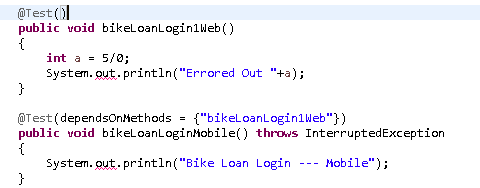 @Test()
public void bikeLoanLogin1Web()
{
    int a = 5/0;
    System.out.println("Errored Out "+a);
}
@Test(dependsOnMethods = {"bikeLoanLogin1Web"})
public void bikeLoanLoginMobile() throws InterruptedException
{
    System.out.println("Bike Loan Login --- Mobile");
}